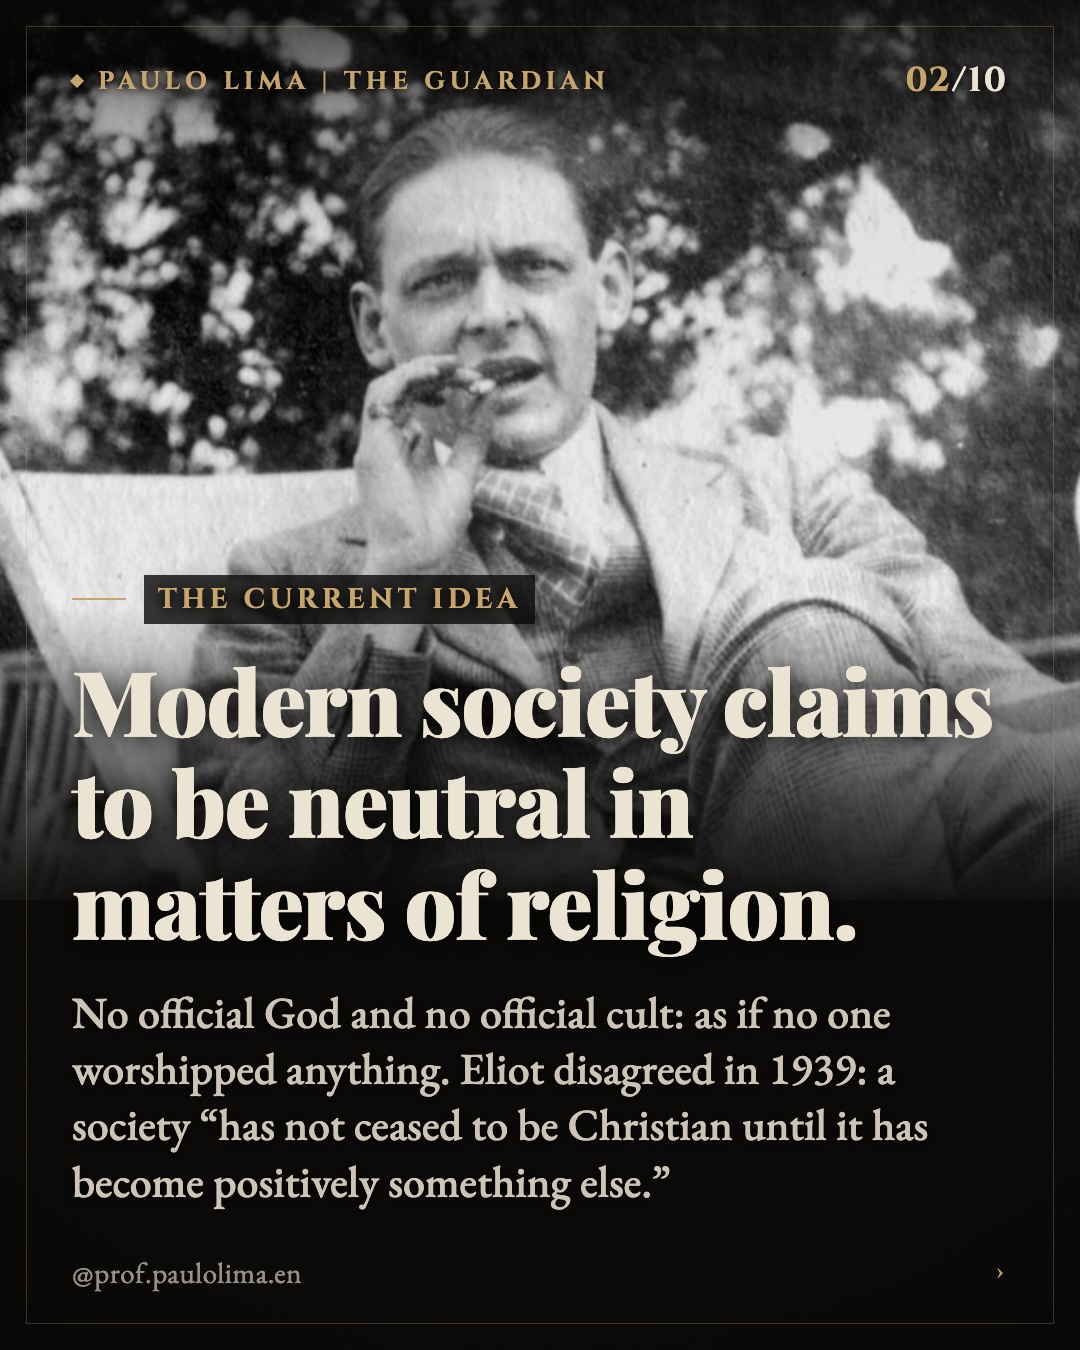 ◆ PAULO LIMA | THE GUARDIAN
02/10
THE CURRENT IDEA
Modern society claims
to be neutral in
matters of religion.
No official God and no official cult: as if no one
worshipped anything. Eliot disagreed in 1939: a
society “has not ceased to be Christian until it has
become positively something else.”
@prof.paulolima.en
›